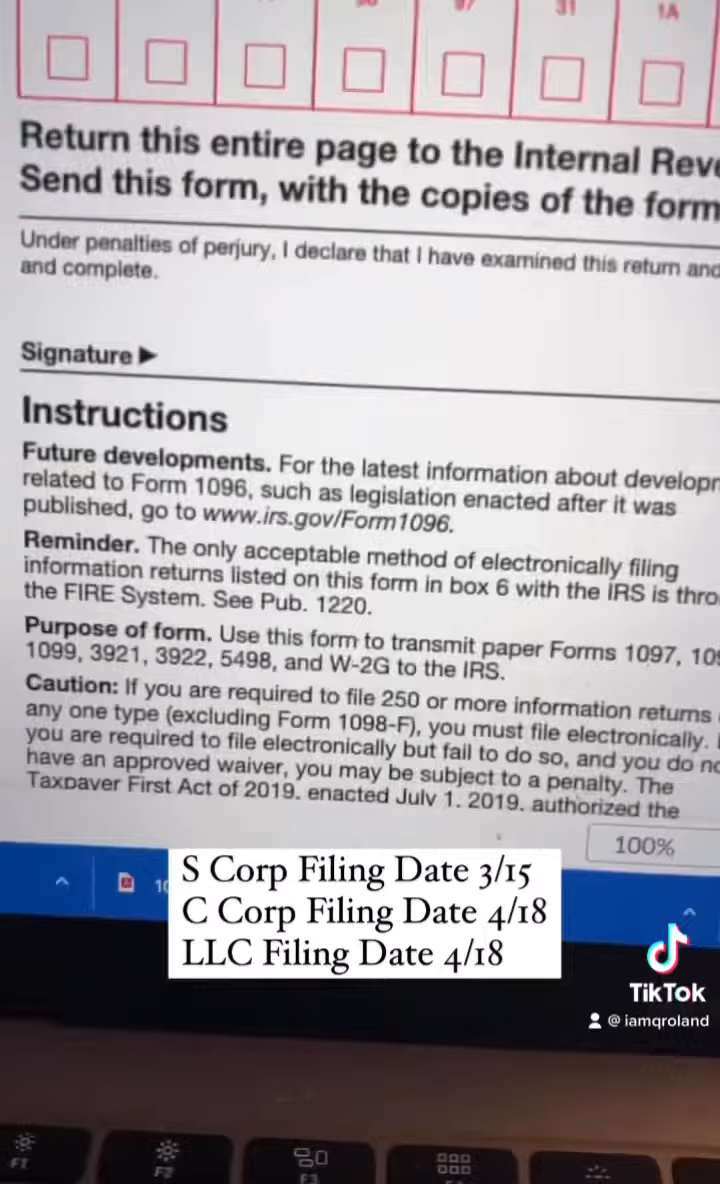 31
1A
Return this entire page to the Internal Reve
Send this form, with the copies of the form
Under penalties of perjury, I declare that I have examined this return and
and complete.
Signature ▶
Instructions
Future developments. For the latest information about developm
related to Form 1096, such as legislation enacted after it was
published, go to www.irs.gov/Form1096.
Reminder. The only acceptable method of electronically filing
information returns listed on this form in box 6 with the IRS is thro
the FIRE System. See Pub. 1220.
Purpose of form. Use this form to transmit paper Forms 1097, 109
1099, 3921, 3922, 5498, and W-2G to the IRS.
Caution: If you are required to file 250 or more information returns
any one type (excluding Form 1098-F), you must file electronically.
you are required to file electronically but fail to do so, and you do no
have an approved waiver, you may be subject to a penalty. The
Taxpayer First Act of 2019, enacted July 1, 2019, authorized the
100%
10
S Corp Filing Date 3/15
C Corp Filing Date 4/18
LLC Filing Date 4/18
TikTok
@ iamqroland
F1
F2
F3